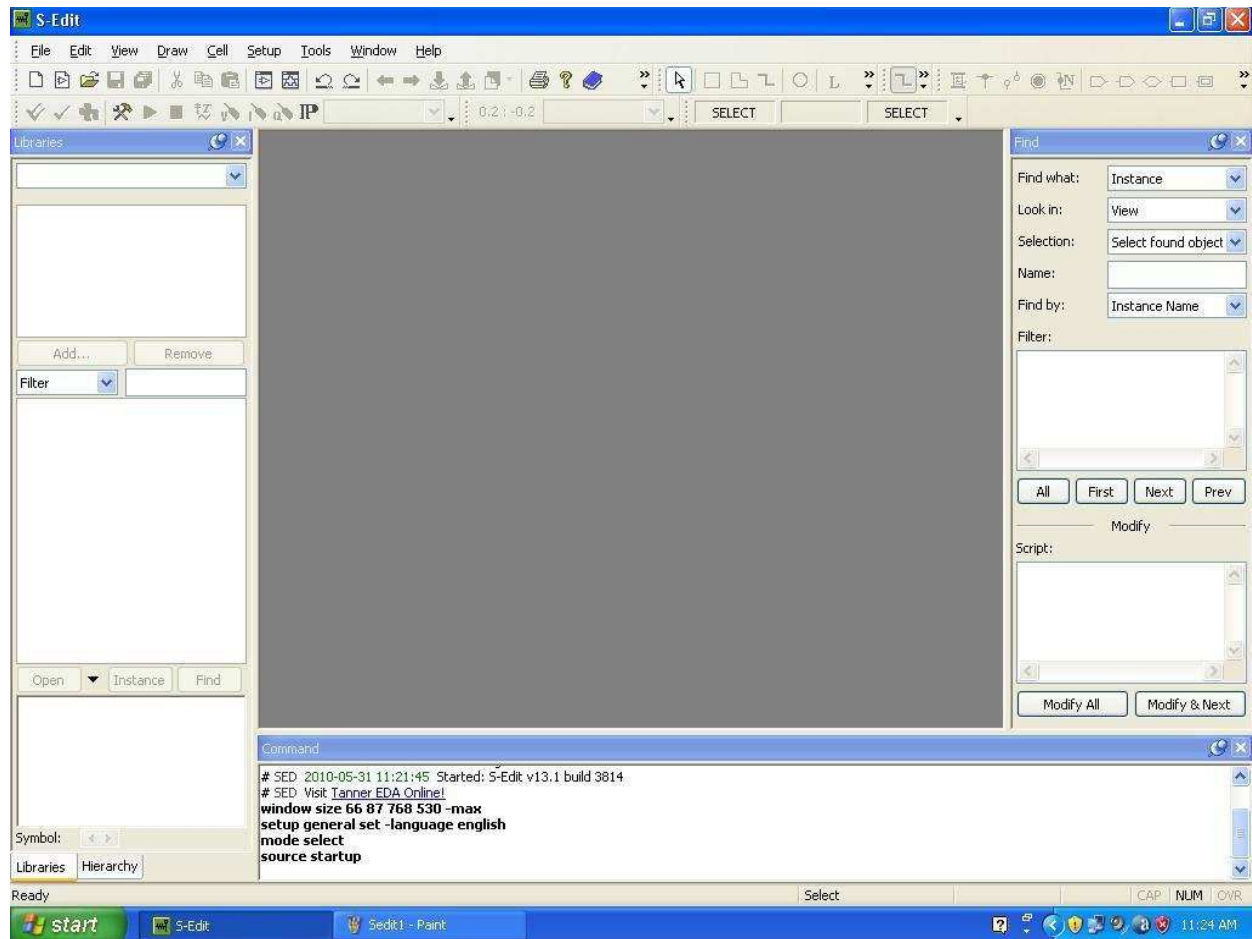 S-Edit
File Edit View Draw Cell Setup Tools Window Help
L
N
IP 0.2 : -0.2 SELECT SELECT
Libraries
Add... Remove
Filter
Open Instance Find
Symbol:
Libraries Hierarchy
Find
Find what: Instance
Look in: View
Selection: Select found object
Name:
Find by: Instance Name
Filter:
All First Next Prev
Modify
Script:
Modify All Modify & Next
Command
# SED 2010-05-31 11:21:45 Started: S-Edit v13.1 build 3814
# SED Visit Tanner EDA Online!
window size 66 87 768 530 -max
setup general set -language english
mode select
source startup
Ready Select CAP NUM OVR
start S-Edit Sedit1 - Paint 11:24 AM